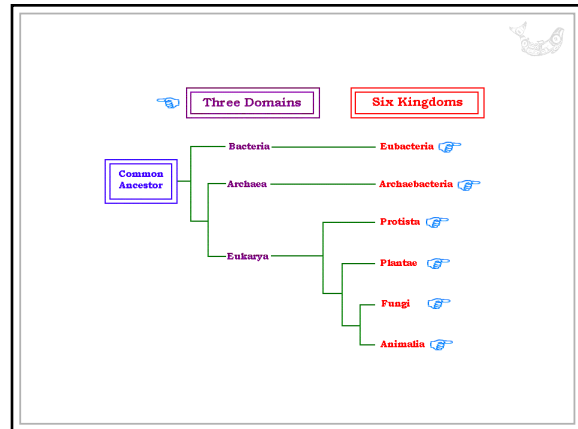 Three Domains
Six Kingdoms
Bacteria
Eubacteria
Common
Ancestor
Archaea
Archaebacteria
Protista
Eukarya
Plantae
Fungi
Animalia